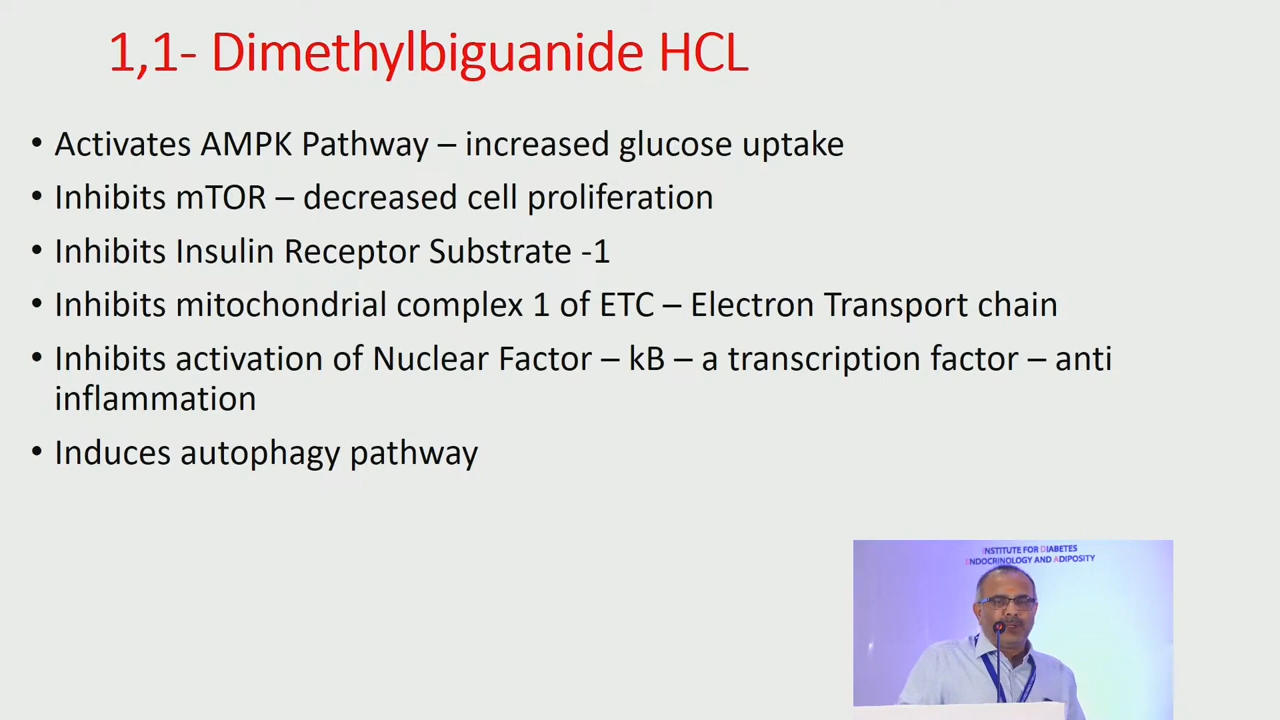 1,1- Dimethylbiguanide HCL
• Activates AMPK Pathway – increased glucose uptake
• Inhibits mTOR – decreased cell proliferation
• Inhibits Insulin Receptor Substrate -1
• Inhibits mitochondrial complex 1 of ETC – Electron Transport chain
• Inhibits activation of Nuclear Factor – kB – a transcription factor – anti
inflammation
• Induces autophagy pathway
INSTITUTE FOR DIABETES
ENDOCRINOLOGY AND ADIPOSITY